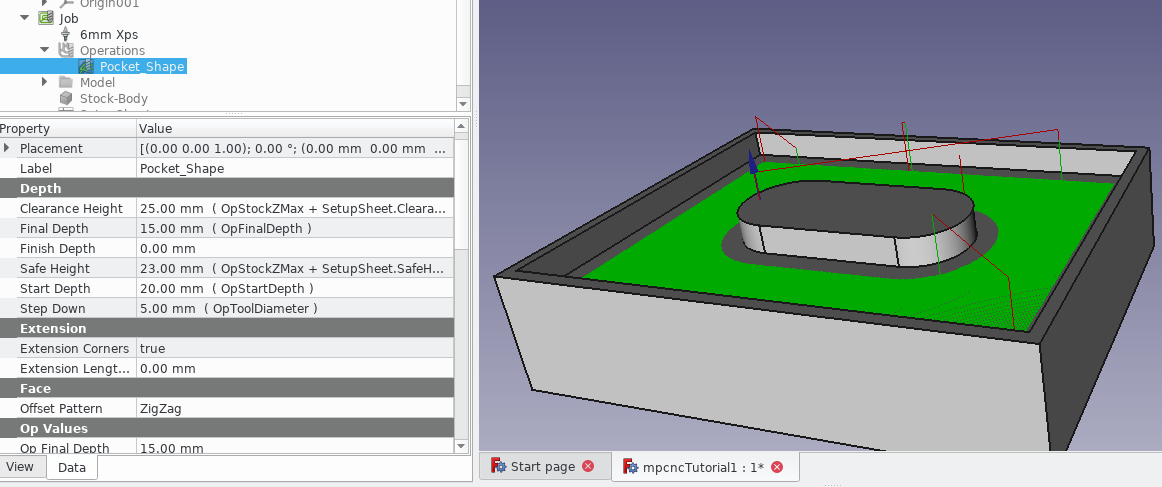 Origin001
Job
6mm Xps
Operations
Pocket_Shape
Model
Stock-Body
Property Value
Placement [(0.00 0.00 1.00); 0.00 °; (0.00 mm 0.00 mm ...
Label Pocket_Shape
Depth
Clearance Height 25.00 mm ( OpStockZMax + SetupSheet.Cleara...
Final Depth 15.00 mm ( OpFinalDepth )
Finish Depth 0.00 mm
Safe Height 23.00 mm ( OpStockZMax + SetupSheet.SafeH...
Start Depth 20.00 mm ( OpStartDepth )
Step Down 5.00 mm ( OpToolDiameter )
Extension
Extension Corners true
Extension Lengt... 0.00 mm
Face
Offset Pattern ZigZag
Op Values
Op Final Depth 15.00 mm
View Data
Start page
mpcncTutorial1 : 1*